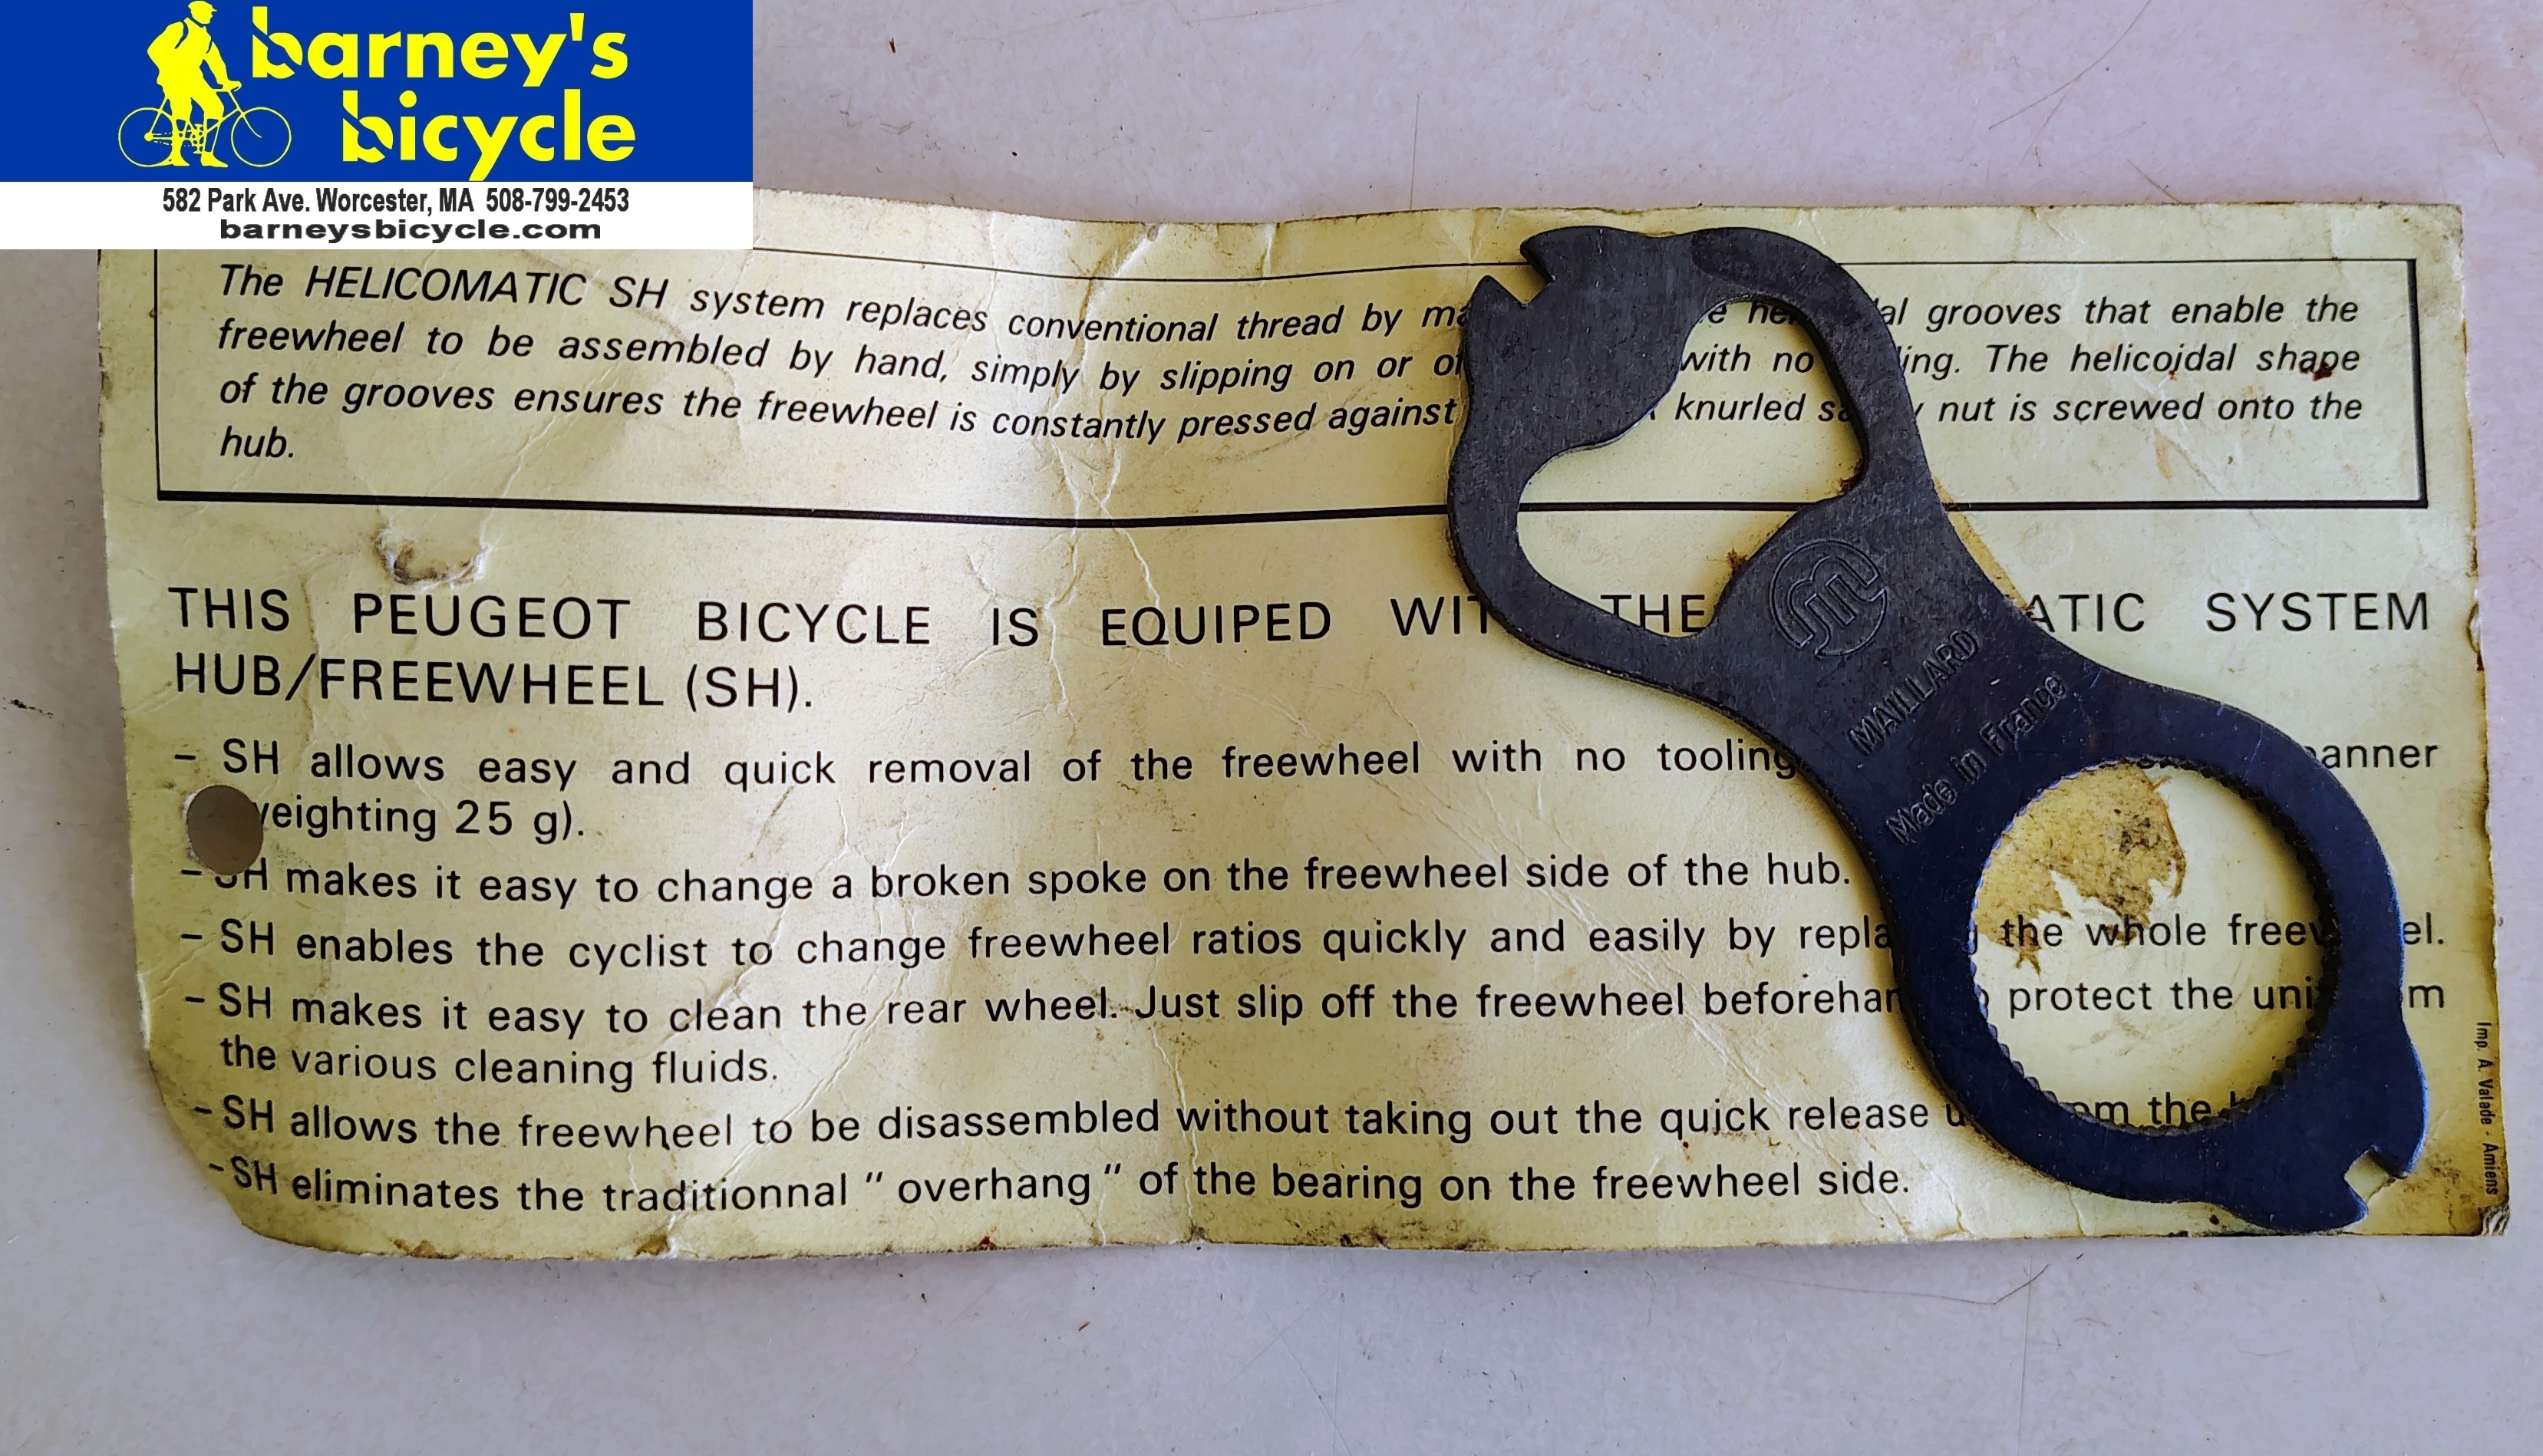 barney's
bicycle
582 Park Ave. Worcester, MA 508-799-2453
barneysbicycle.com
The HELICOMATIC SH system replaces conventional thread by grooves that enable the
freewheel to be assembled by hand, simply by slipping on or with no The helicoidal shape
of the grooves ensures the freewheel is constantly pressed against knurled nut is screwed onto the
hub.
THIS PEUGEOT BICYCLE IS EQUIPED THE SYSTEM
HUB/FREEWHEEL (SH).
- SH allows easy and quick removal of the freewheel with no tooling
25 g).
- SH makes it easy to change a broken spoke on the freewheel side of the hub.
- SH enables the cyclist to change freewheel ratios quickly and easily by the whole
- SH makes it easy to clean the rear wheel. Just slip off the freewheel protect the
the various cleaning fluids.
- SH allows the freewheel to be disassembled without taking out the quick release the
- SH eliminates the traditionnal " overhang " of the bearing on the freewheel side.
Imp. A. Valade - Amiens
MAILLARD
Made in France